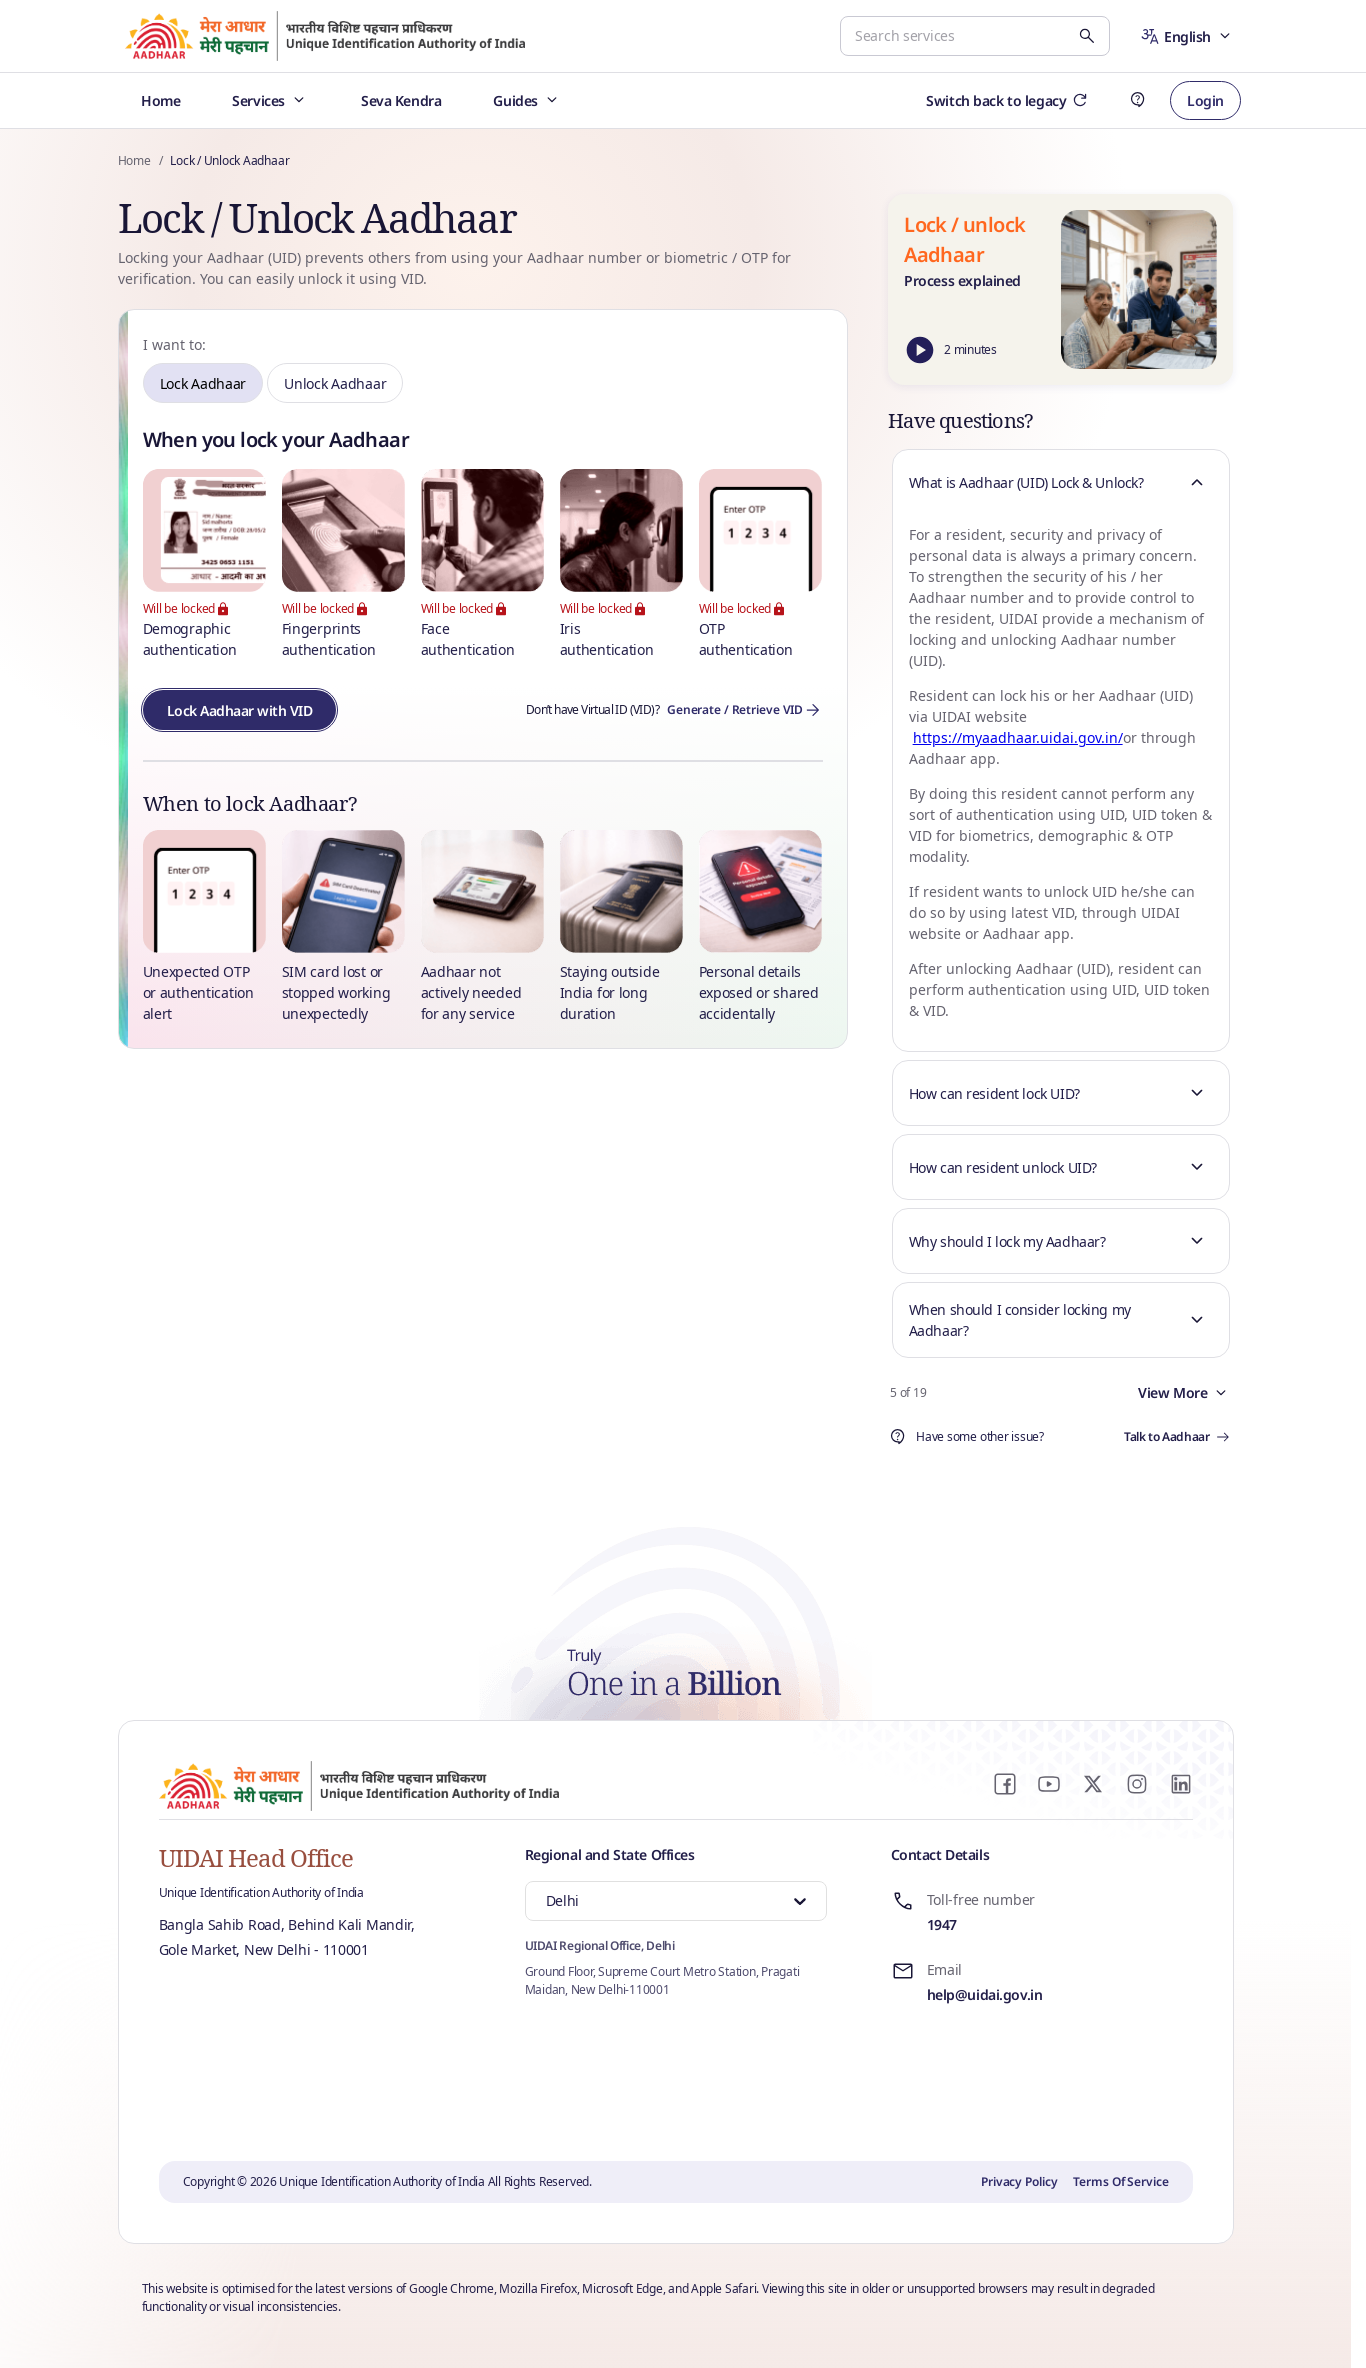 AADHAAR
मेरा आधार
मेरी पहचान
भारतीय विशिष्ट पहचान प्राधिकरण
Unique Identification Authority of India
Search services
English
Home
Services
Seva Kendra
Guides
Switch back to legacy
Login
Home / Lock / Unlock Aadhaar
Lock / Unlock Aadhaar
Locking your Aadhaar (UID) prevents others from using your Aadhaar number or biometric / OTP for
verification. You can easily unlock it using VID.
I want to:
Lock Aadhaar
Unlock Aadhaar
When you lock your Aadhaar
3425 0653 1151
Enter OTP
1 2 3 4
Will be locked
Demographic
authentication
Will be locked
Fingerprints
authentication
Will be locked
Face
authentication
Will be locked
Iris
authentication
Will be locked
OTP
authentication
Lock Aadhaar with VID
Don't have Virtual ID (VID)? Generate / Retrieve VID
When to lock Aadhaar?
Enter OTP
1 2 3 4
SIM Card Deactivated
Personal details
exposed
Unexpected OTP
or authentication
alert
SIM card lost or
stopped working
unexpectedly
Aadhaar not
actively needed
for any service
Staying outside
India for long
duration
Personal details
exposed or shared
accidentally
Lock / unlock
Aadhaar
Process explained
2 minutes
Have questions?
What is Aadhaar (UID) Lock & Unlock?
For a resident, security and privacy of
personal data is always a primary concern.
To strengthen the security of his / her
Aadhaar number and to provide control to
the resident, UIDAI provide a mechanism of
locking and unlocking Aadhaar number
(UID).
Resident can lock his or her Aadhaar (UID)
via UIDAI website
https://myaadhaar.uidai.gov.in/or through
Aadhaar app.
By doing this resident cannot perform any
sort of authentication using UID, UID token &
VID for biometrics, demographic & OTP
modality.
If resident wants to unlock UID he/she can
do so by using latest VID, through UIDAI
website or Aadhaar app.
After unlocking Aadhaar (UID), resident can
perform authentication using UID, UID token
& VID.
How can resident lock UID?
How can resident unlock UID?
Why should I lock my Aadhaar?
When should I consider locking my
Aadhaar?
5 of 19
View More
Have some other issue?
Talk to Aadhaar
Truly
One in a Billion
AADHAAR
मेरा आधार
मेरी पहचान
भारतीय विशिष्ट पहचान प्राधिकरण
Unique Identification Authority of India
UIDAI Head Office
Unique Identification Authority of India
Bangla Sahib Road, Behind Kali Mandir,
Gole Market, New Delhi - 110001
Regional and State Offices
Delhi
UIDAI Regional Office, Delhi
Ground Floor, Supreme Court Metro Station, Pragati
Maidan, New Delhi-110001
Contact Details
Toll-free number
1947
Email
help@uidai.gov.in
Copyright © 2026 Unique Identification Authority of India All Rights Reserved.
Privacy Policy
Terms Of Service
This website is optimised for the latest versions of Google Chrome, Mozilla Firefox, Microsoft Edge, and Apple Safari. Viewing this site in older or unsupported browsers may result in degraded
functionality or visual inconsistencies.